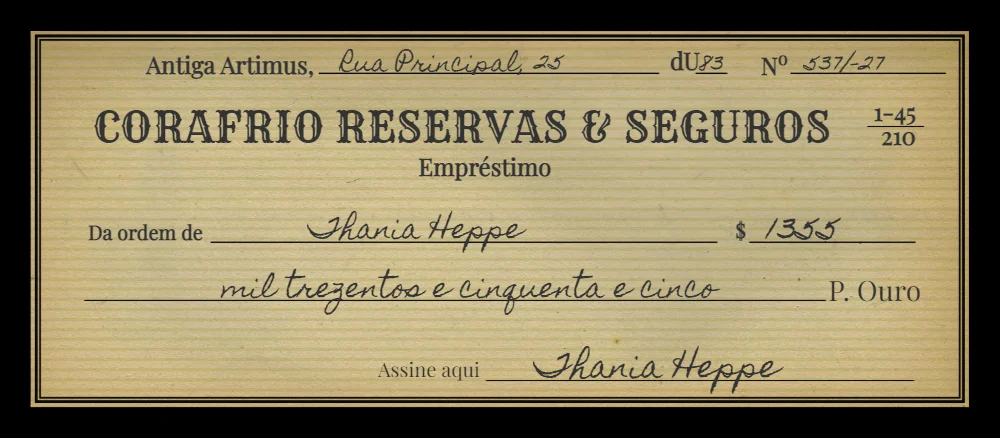 Antiga Artimus, Rua Principal, 25 dU83 Nº 537/-27
CORAFRIO RESERVAS & SEGUROS 1-45/210
Empréstimo
Da ordem de Thania Heppe $ 1355
mil trezentos e cinquenta e cinco P. Ouro
Assine aqui Thania Heppe